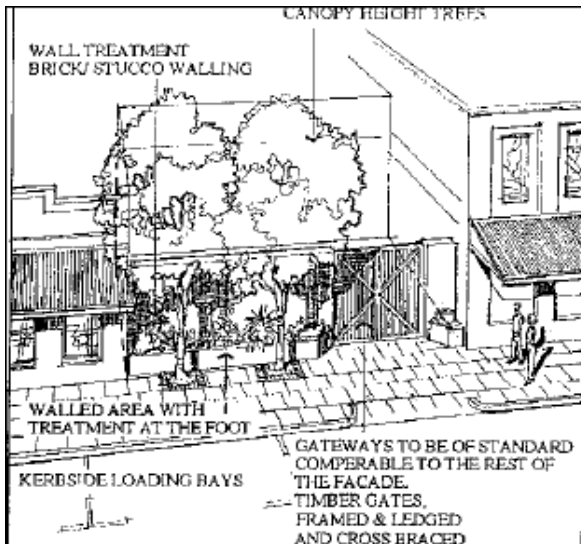 CANOPY HEIGHT TREES
WALL TREATMENT
BRICK/ STUCCO WALLING
WALLED AREA WITH
TREATMENT AT THE FOOT
KERBSIDE LOADING BAYS
GATEWAYS TO BE OF STANDARD
COMPERABLE TO THE REST OF
THE FACADE.
TIMBER GATES,
FRAMED & LEDGED
AND CROSS BRACED